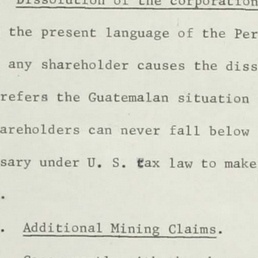 Dissolution of the corporation
the present language of the Per
any shareholder causes the diss
refers the Guatemalan situation
areholders can never fall below
sary under U. S. tax law to make
.
. Additional Mining Claims.